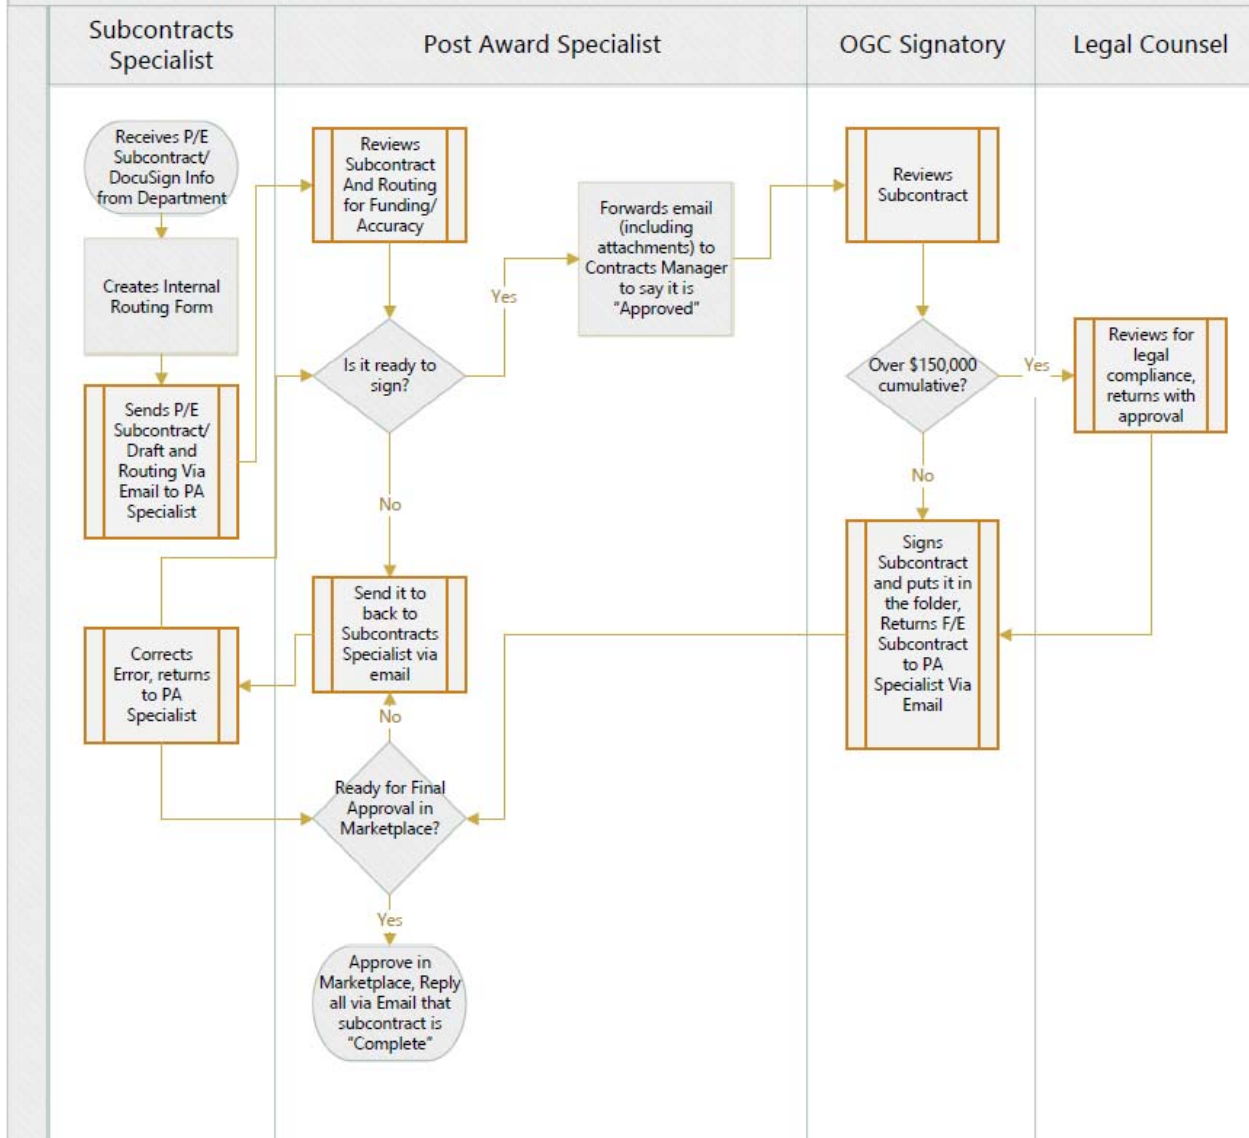 Subcontracts
Specialist
Post Award Specialist
OGC Signatory
Legal Counsel
Receives P/E
Subcontract/
DocuSign Info
from Department
Creates Internal
Routing Form
Sends P/E
Subcontract/
Draft and
Routing Via
Email to PA
Specialist
Corrects
Error, returns
to PA
Specialist
Reviews
Subcontract
And Routing
for Funding/
Accuracy
Is it ready to
sign?
Yes
No
Forwards email
(including
attachments) to
Contracts Manager
to say it is
"Approved"
Send it to
back to
Subcontracts
Specialist via
email
No
Ready for Final
Approval in
Marketplace?
Yes
Approve in
Marketplace, Reply
all via Email that
subcontract is
"Complete"
Reviews
Subcontract
Over $150,000
cumulative?
Yes
No
Signs
Subcontract
and puts it in
the folder,
Returns F/E
Subcontract
to PA
Specialist Via
Email
Reviews for
legal
compliance,
returns with
approval